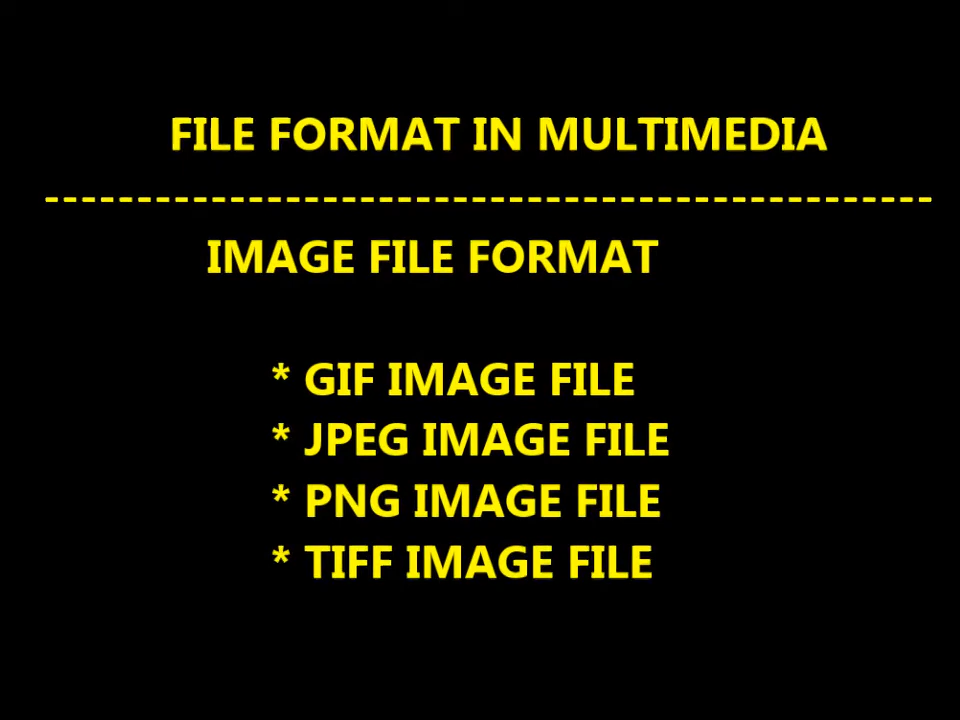 FILE FORMAT IN MULTIMEDIA
-------------------------------------------------
IMAGE FILE FORMAT
* GIF IMAGE FILE
* JPEG IMAGE FILE
* PNG IMAGE FILE
* TIFF IMAGE FILE